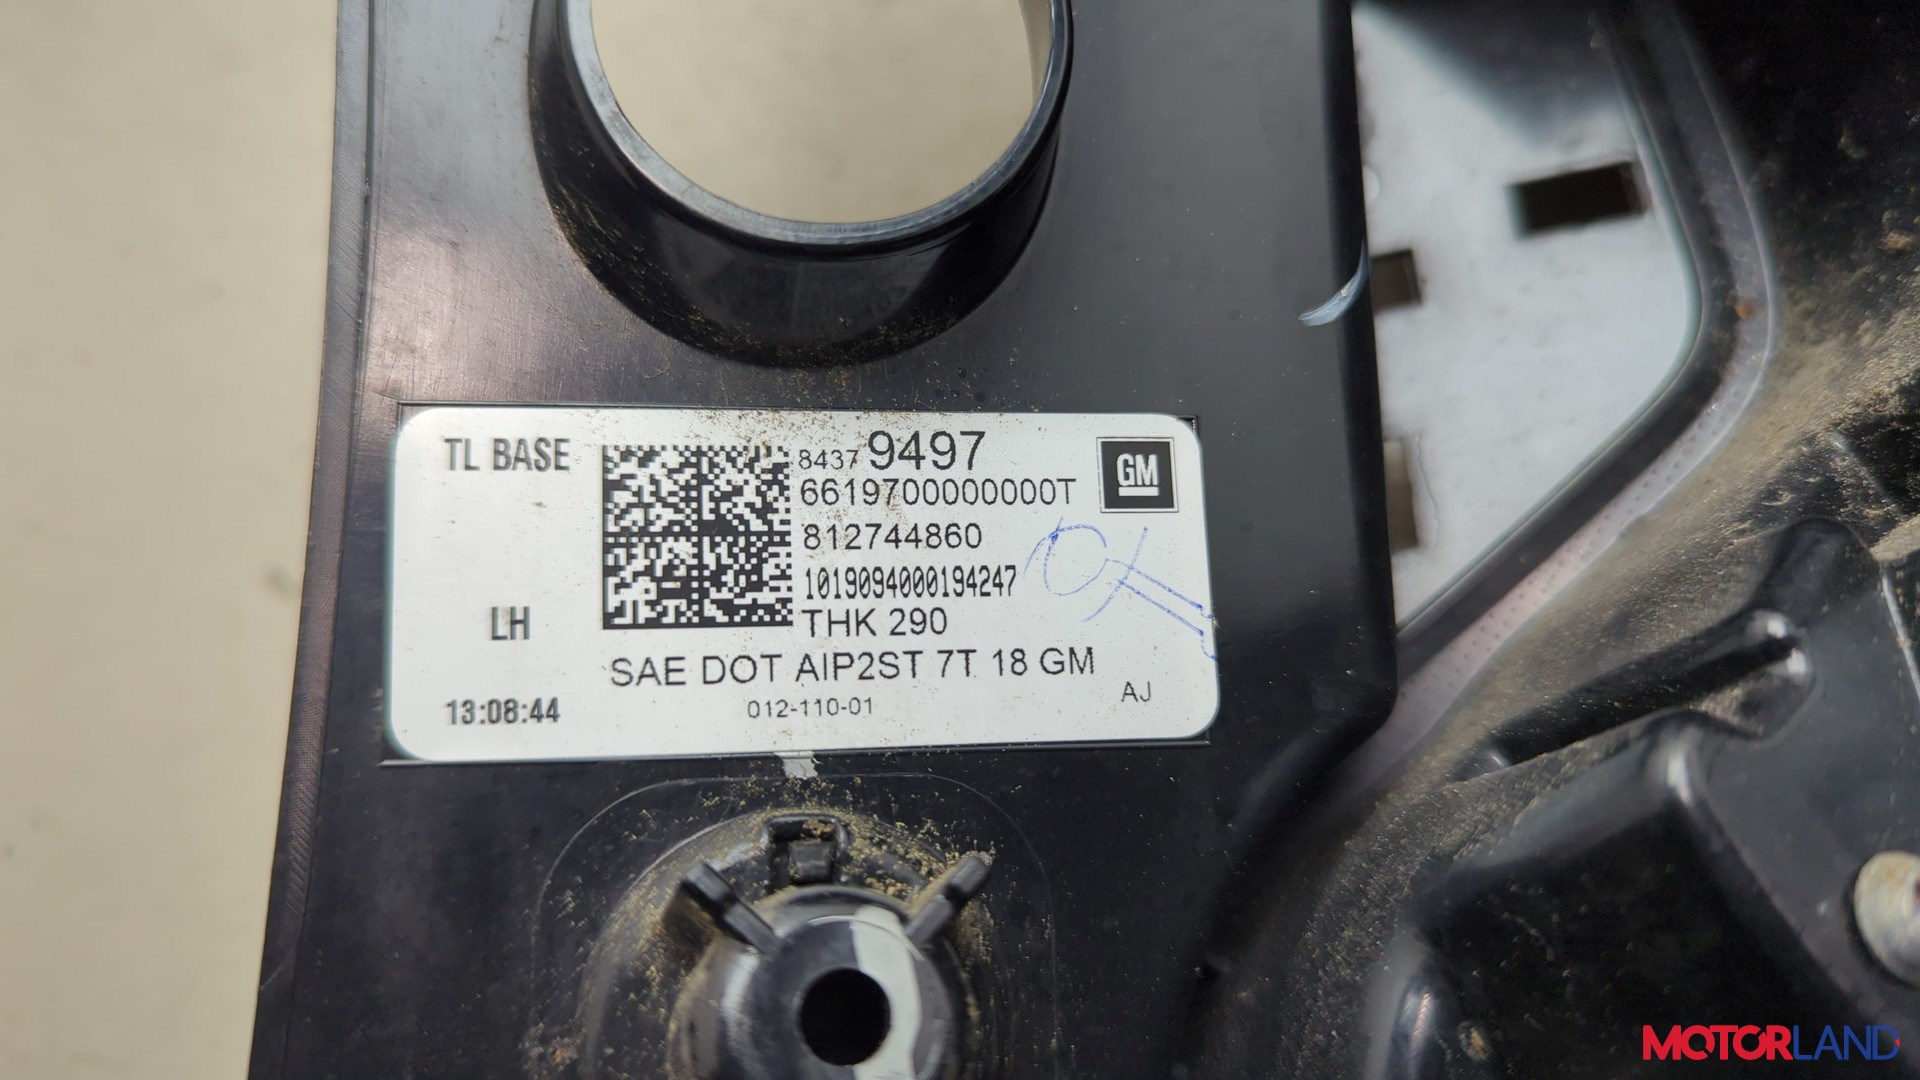 TL BASE
8437 9497
GM
6619700000000T
812744860
1019094000194247
LH
THK 290
SAE DOT AIP2ST 7T 18 GM
13:08:44
012-110-01
AJ
MOTORLAND